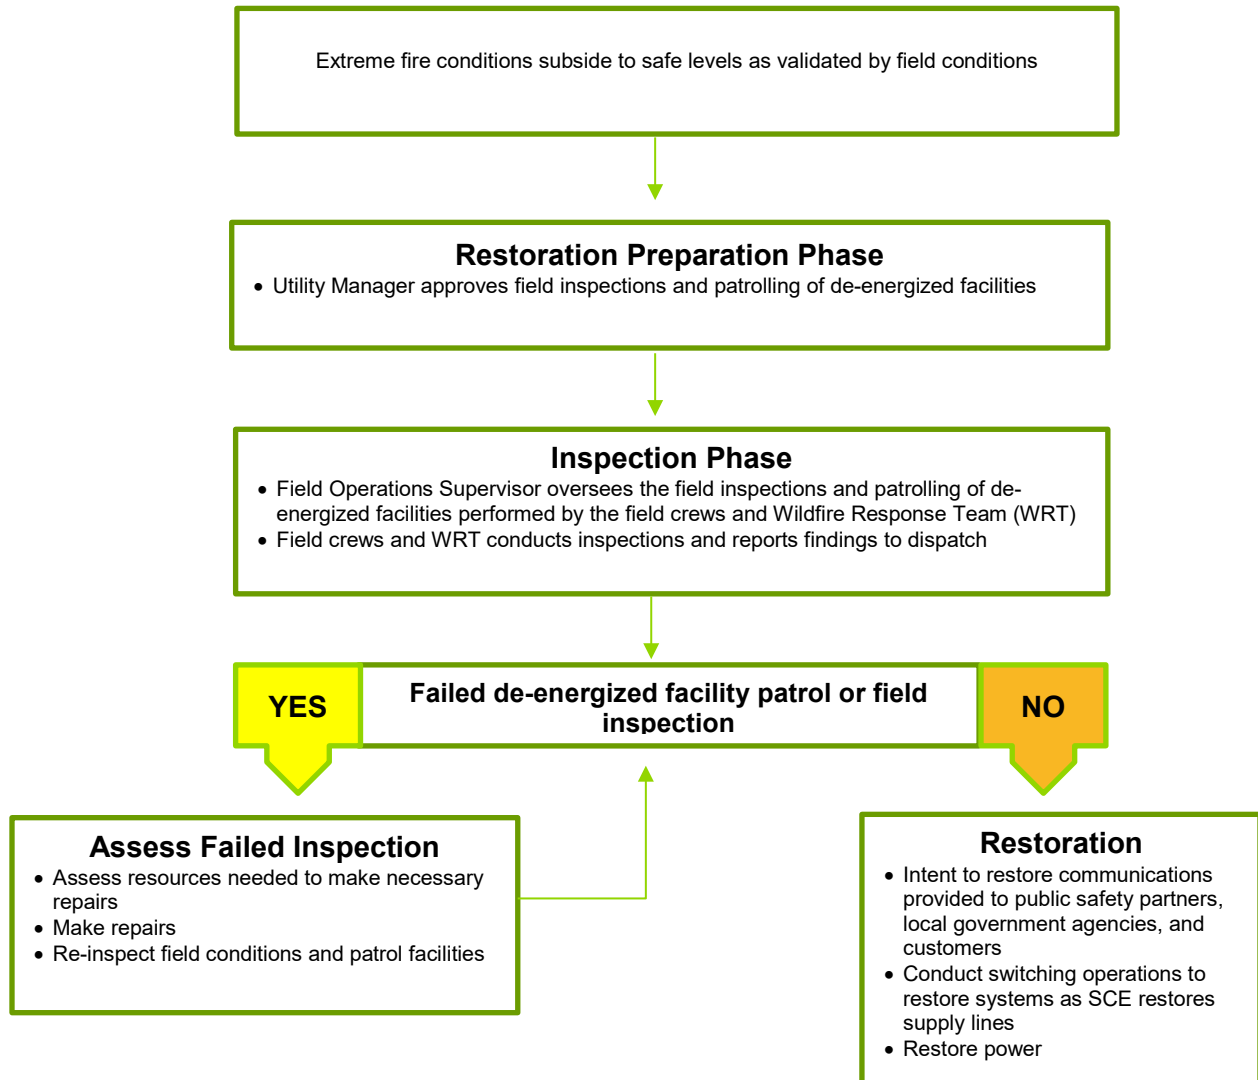 Extreme fire conditions subside to safe levels as validated by field conditions
Restoration Preparation Phase
• Utility Manager approves field inspections and patrolling of de-energized facilities
Inspection Phase
• Field Operations Supervisor oversees the field inspections and patrolling of de-
energized facilities performed by the field crews and Wildfire Response Team (WRT)
• Field crews and WRT conducts inspections and reports findings to dispatch
YES
Failed de-energized facility patrol or field
inspection
NO
Assess Failed Inspection
• Assess resources needed to make necessary
repairs
• Make repairs
• Re-inspect field conditions and patrol facilities
Restoration
• Intent to restore communications
provided to public safety partners,
local government agencies, and
customers
• Conduct switching operations to
restore systems as SCE restores
supply lines
• Restore power